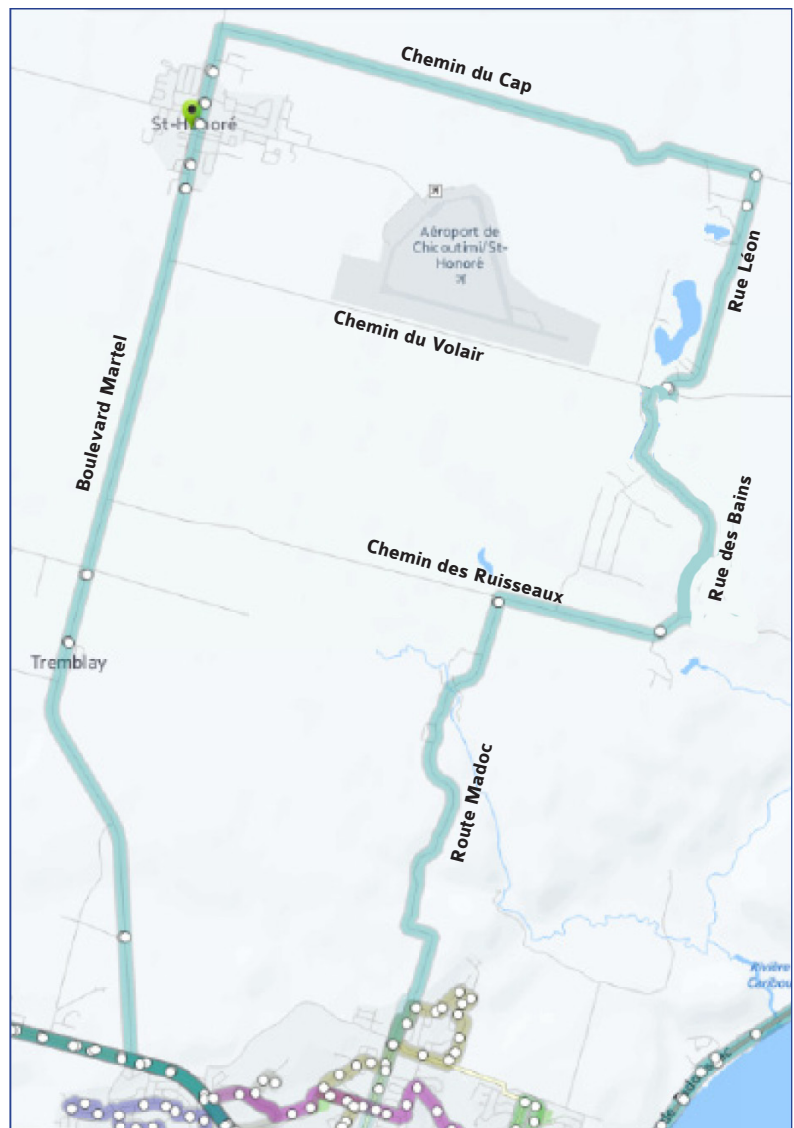 Chemin du Cap
St-Honoré
Aéroport de
Chicoutimi/St-
Honoré
Rue Léon
Chemin du Volair
Boulevard Martel
Rue des Bains
Chemin des Ruisseaux
Tremblay
Route Madoc
Rivière
Caribou